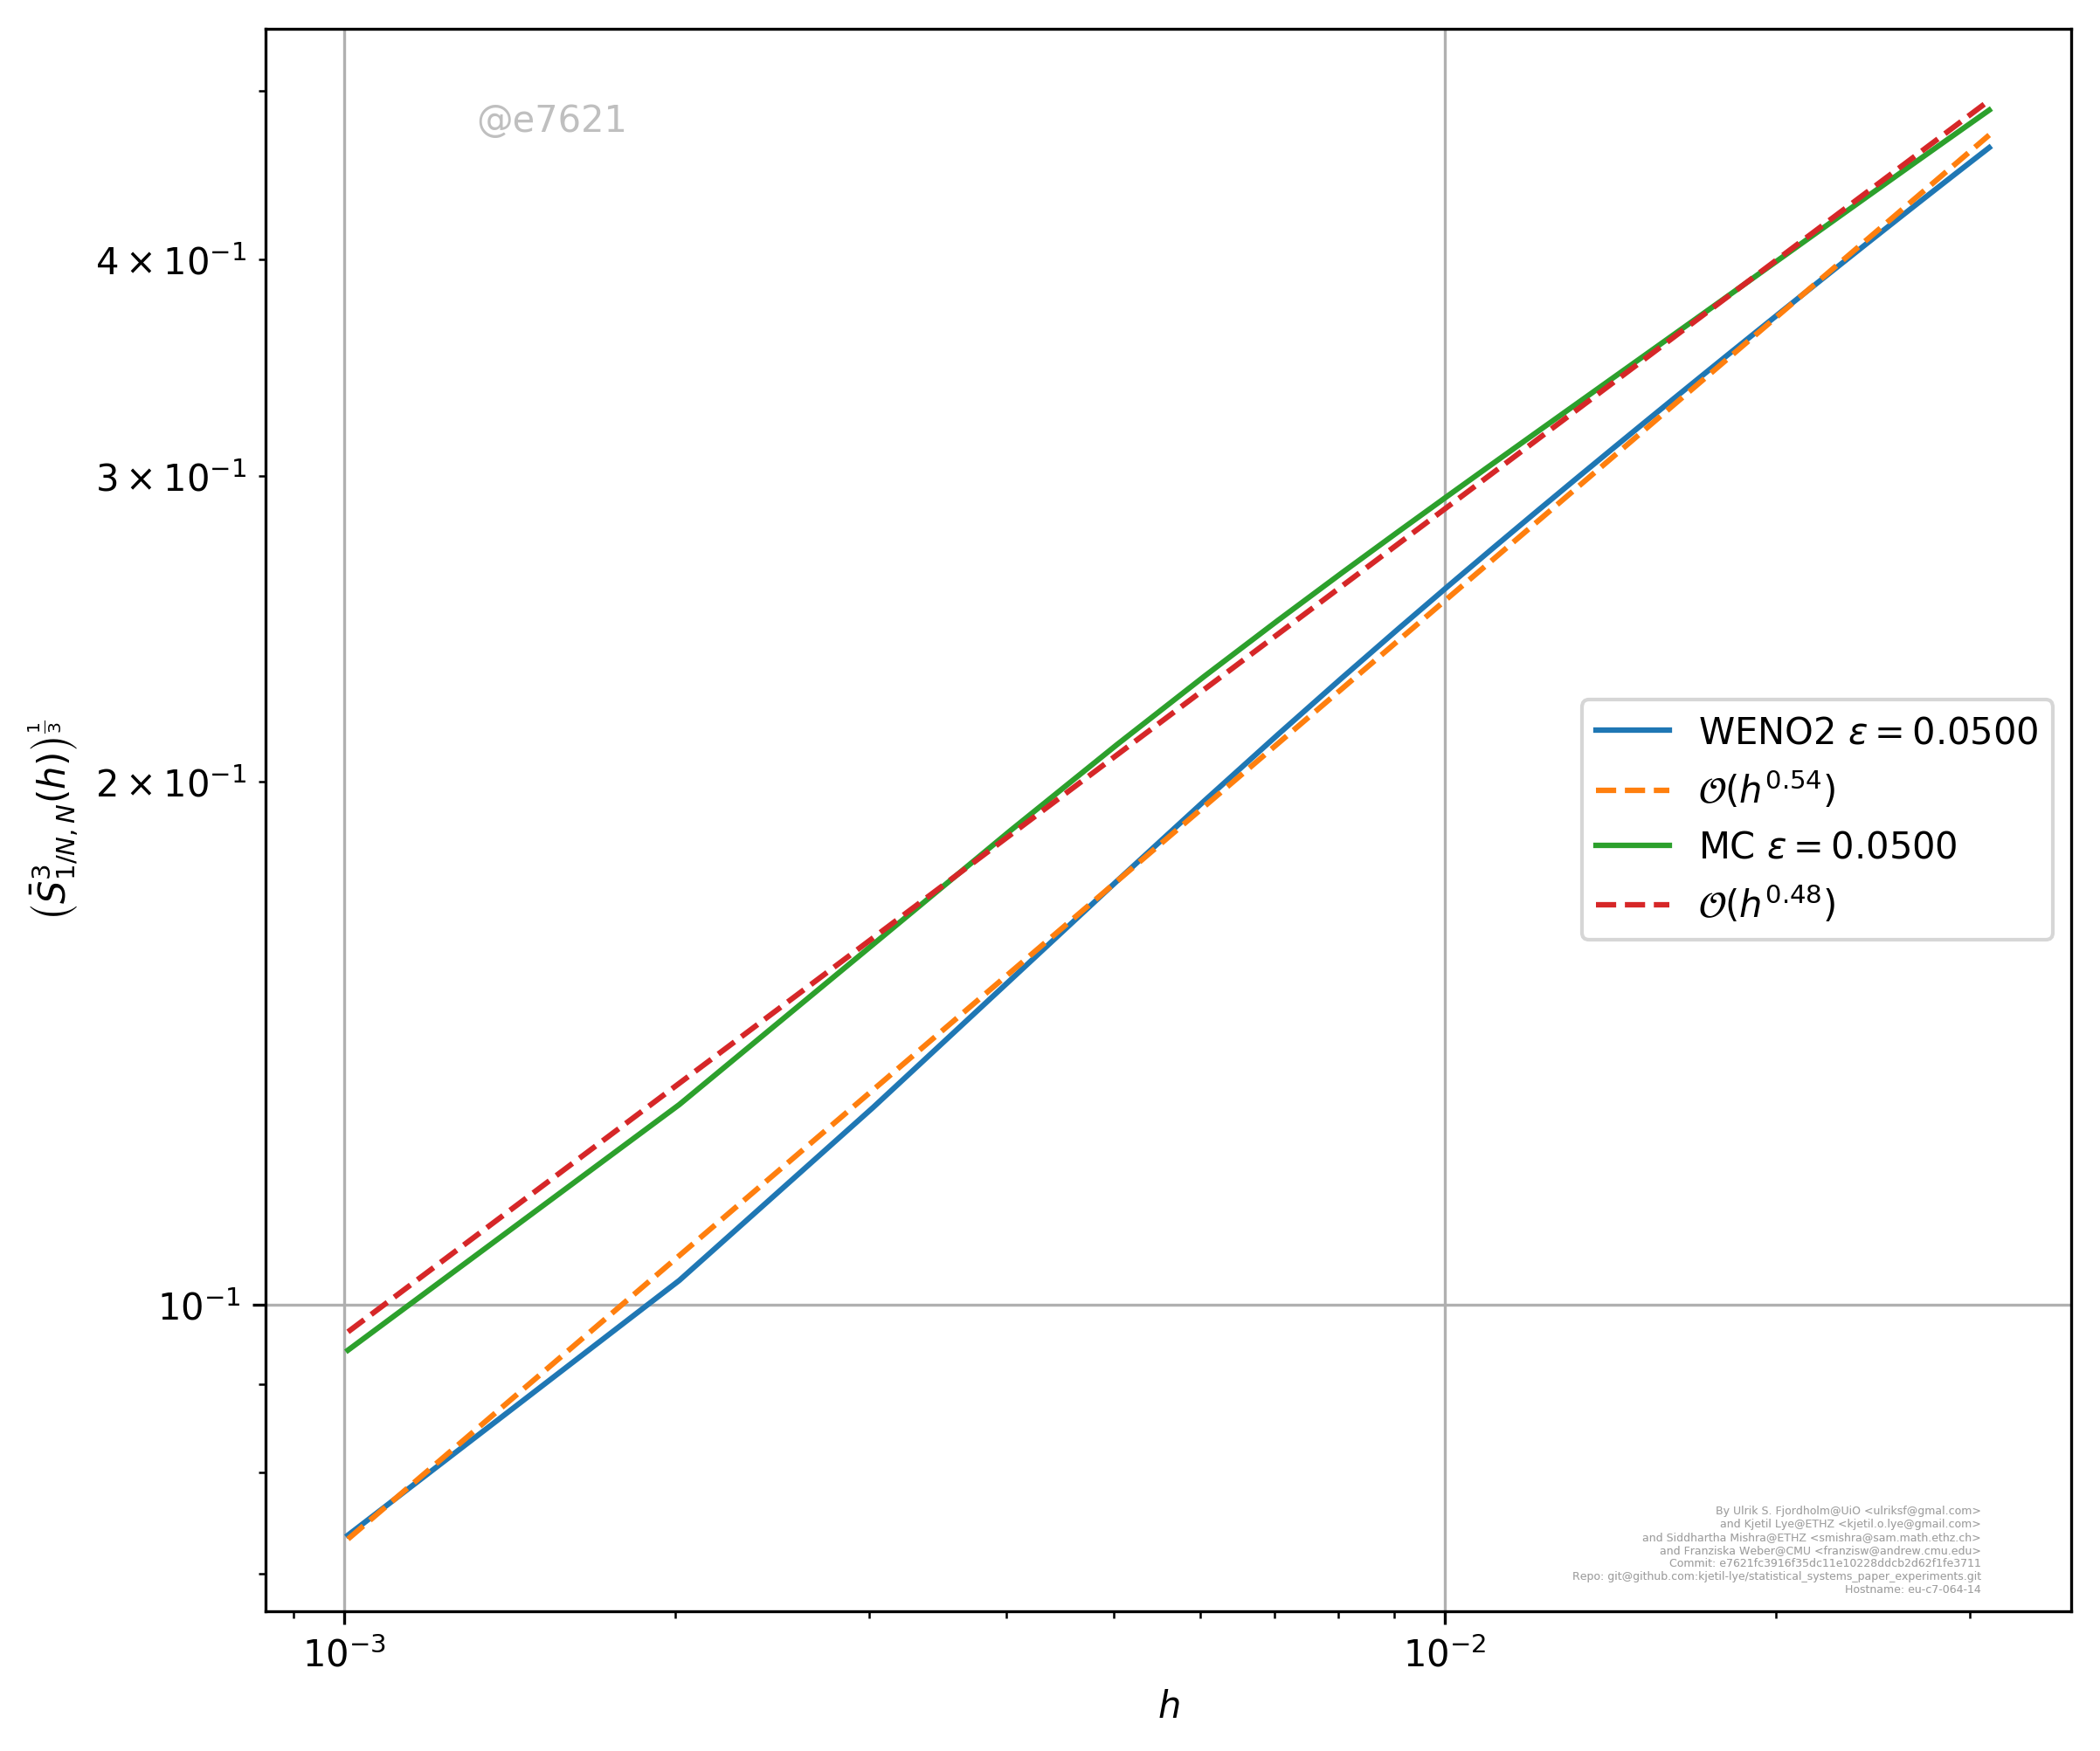 @e7621
4 × 10⁻¹
3 × 10⁻¹
2 × 10⁻¹
10⁻¹
(S̄³₁/N, N(h))^(1/3)
WENO2 ε = 0.0500
𝒪(h^0.54)
MC ε = 0.0500
𝒪(h^0.48)
By Ulrik S. Fjordholm@UiO <ulriksf@gmal.com>
and Kjetil Lye@ETHZ <kjetil.o.lye@gmail.com>
and Siddhartha Mishra@ETHZ <smishra@sam.math.ethz.ch>
and Franziska Weber@CMU <franzisw@andrew.cmu.edu>
Commit: e7621fc3916f35dc11e10228ddcb2d62f1fe3711
Repo: git@github.com:kjetil-lye/statistical_systems_paper_experiments.git
Hostname: eu-c7-064-14
10⁻³
10⁻²
h